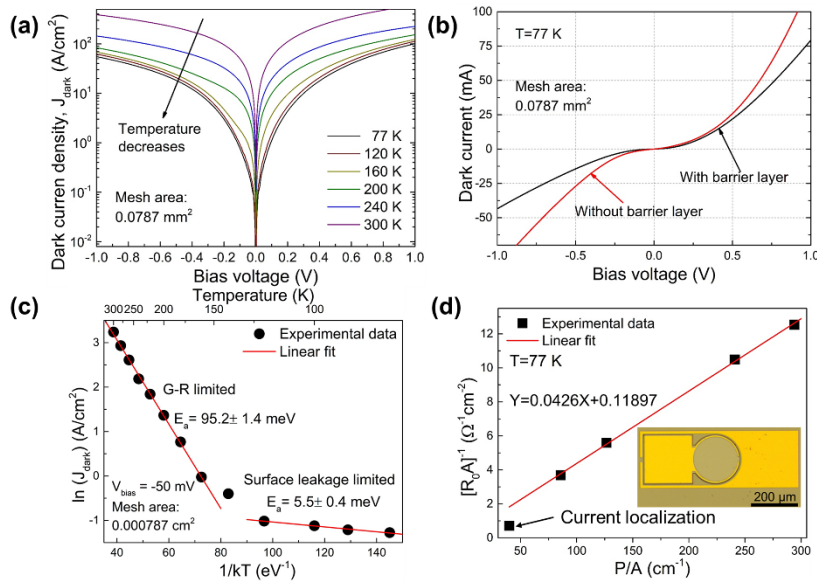 (a)
Dark curren density, J_dark (A/cm²)
10²
10¹
10⁰
10⁻¹
10⁻²
Temperature
decreases
Mesh area:
0.0787 mm²
77 K
120 K
160 K
200 K
240 K
300 K
-1.0 -0.8 -0.6 -0.4 -0.2 0.0 0.2 0.4 0.6 0.8 1.0
Bias voltage (V)
(b)
Dark current (mA)
100
75
50
25
0
-25
-50
T=77 K
Mesh area:
0.0787 mm²
With barrier layer
Without barrier layer
-1.0 -0.5 0.0 0.5 1.0
Bias voltage (V)
(c)
Temperature (K)
300 250 200 150 100
ln (J_dark) (A/cm²)
3
2
1
0
-1
Experimental data
Linear fit
G-R limited
E_a = 95.2± 1.4 meV
V_bias = -50 mV
Mesh area:
0.000787 cm²
Surface leakage limited
E_a = 5.5± 0.4 meV
40 60 80 100 120 140
1/kT (eV⁻¹)
(d)
[R₀A]⁻¹ (Ω⁻¹cm⁻²)
12
10
8
6
4
2
0
Experimental data
Linear fit
T=77 K
Y=0.0426X+0.11897
200 µm
Current localization
50 100 150 200 250 300
P/A (cm⁻¹)